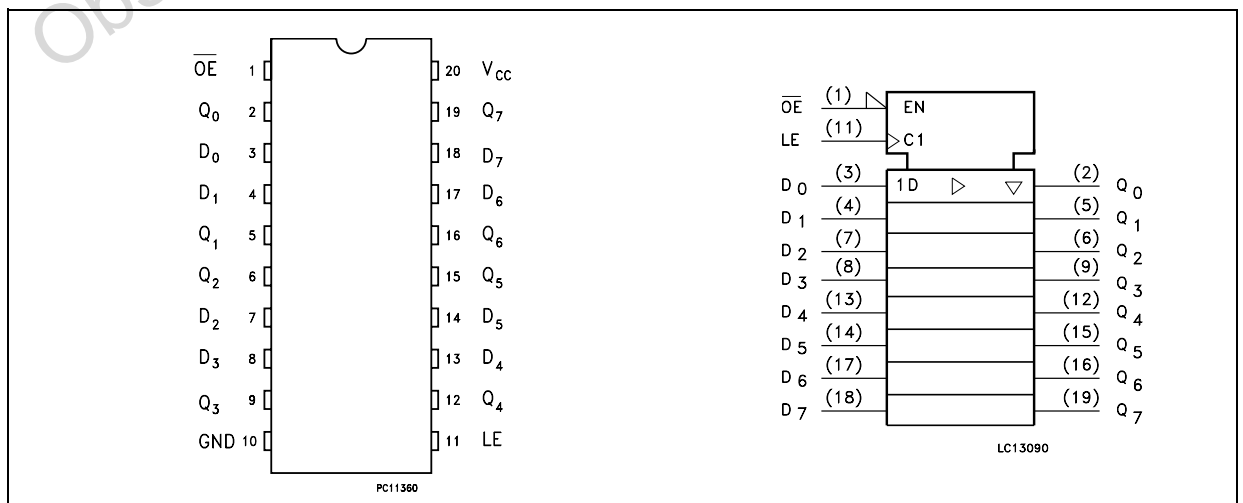 Obs
OE 1 20 VCC
Q0 2 19 Q7
D0 3 18 D7
D1 4 17 D6
Q1 5 16 Q6
Q2 6 15 Q5
D2 7 14 D5
D3 8 13 D4
Q3 9 12 Q4
GND 10 11 LE
PC11360
OE (1) EN
LE (11) C1
D0 (3) 1D (2) Q0
D1 (4) (5) Q1
D2 (7) (6) Q2
D3 (8) (9) Q3
D4 (13) (12) Q4
D5 (14) (15) Q5
D6 (17) (16) Q6
D7 (18) (19) Q7
LC13090